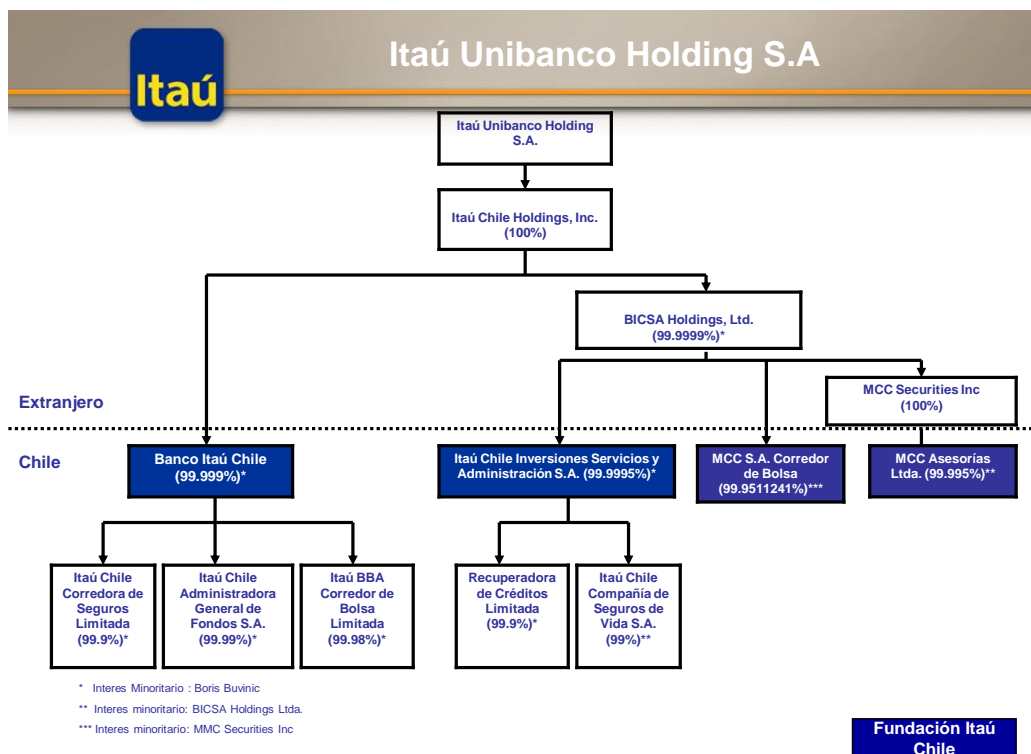 Itaú Unibanco Holding S.A
Itaú
Itaú Unibanco Holding
S.A.
Itaú Chile Holdings, Inc.
(100%)
BICSA Holdings, Ltd.
(99.9999%)*
MCC Securities Inc
(100%)
Extranjero
Chile
Banco Itaú Chile
(99.999%)*
Itaú Chile Inversiones Servicios y
Administración S.A. (99.9995%)*
MCC S.A. Corredor
de Bolsa
(99.9511241%)***
MCC Asesorías
Ltda. (99.995%)**
Itaú Chile
Corredora de
Seguros
Limitada
(99.9%)*
Itaú Chile
Administradora
General de
Fondos S.A.
(99.99%)*
Itaú BBA
Corredor de
Bolsa
Limitada
(99.98%)*
Recuperadora
de Créditos
Limitada
(99.9%)*
Itaú Chile
Compañía de
Seguros de
Vida S.A.
(99%)**
* Interes Minoritario : Boris Buvinic
** Interes minoritario: BICSA Holdings Ltda.
*** Interes minoritario: MMC Securities Inc
Fundación Itaú
Chile